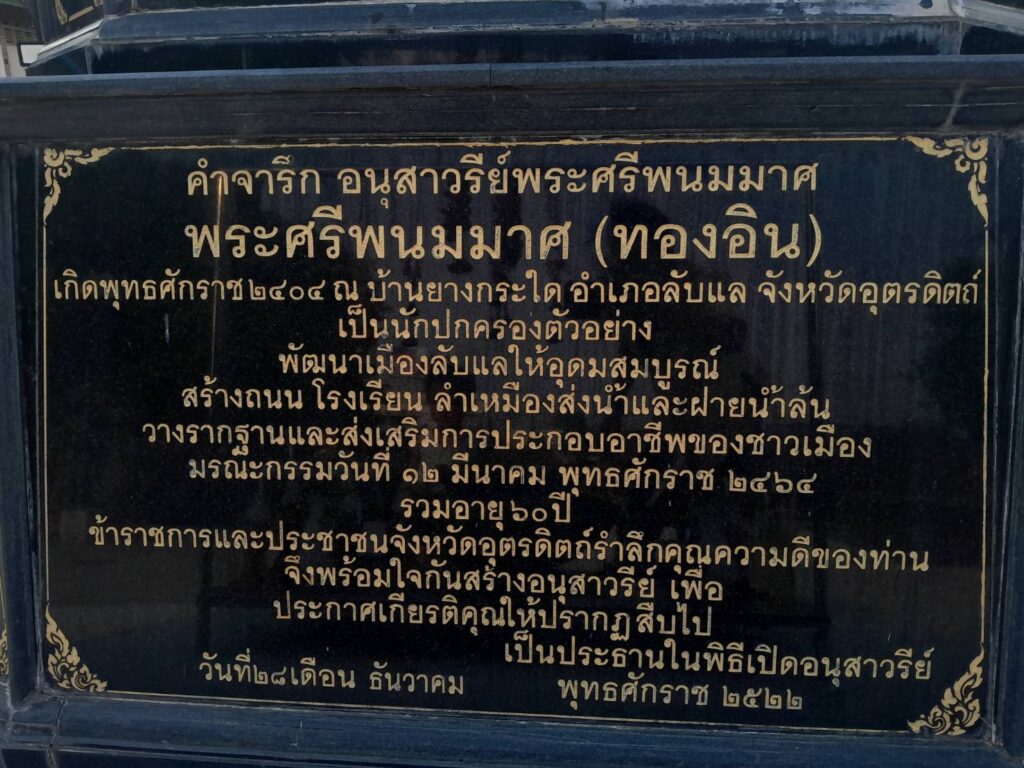 คำจารึก อนุสาวรีย์พระศรีพนมมาศ
พระศรีพนมมาศ (ทองอิน)
เกิดพุทธศักราช ๒๔๐๔ ณ บ้านยางกระใด อำเภอลับแล จังหวัดอุตรดิตถ์
เป็นนักปกครองตัวอย่าง
พัฒนาเมืองลับแลให้อุดมสมบูรณ์
สร้างถนน โรงเรียน ลำเหมืองส่งน้ำและฝายน้ำล้น
วางรากฐานและส่งเสริมการประกอบอาชีพของชาวเมือง
มรณะกรรมวันที่ ๑๒ มีนาคม พุทธศักราช ๒๔๖๔
รวมอายุ ๖๐ ปี
ข้าราชการและประชาชนจังหวัดอุตรดิตถ์รำลึกคุณความดีของท่าน
จึงพร้อมใจกันสร้างอนุสาวรีย์ เพื่อ
ประกาศเกียรติคุณให้ปรากฏ สืบไป
เป็นประธานในพิธีเปิดอนุสาวรีย์
วันที่๒๘ เดือน ธันวาคม พุทธศักราช ๒๕๒๒